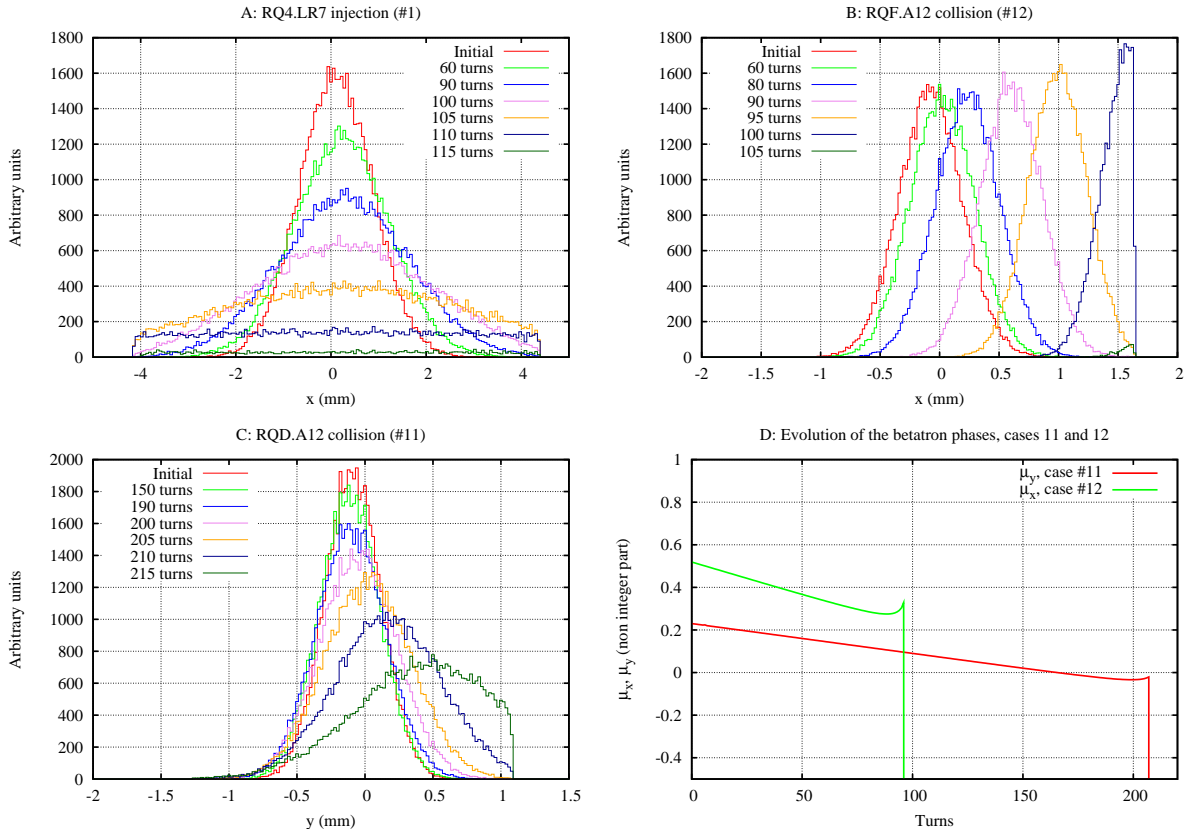 A: RQ4.LR7 injection (#1)
1800
1600
1400
1200
1000
800
600
400
200
0
Arbitrary units
-4
-2
0
2
4
x (mm)
Initial
60 turns
90 turns
100 turns
105 turns
110 turns
115 turns
B: RQF.A12 collision (#12)
1800
1600
1400
1200
1000
800
600
400
200
0
Arbitrary units
-2
-1.5
-1
-0.5
0
0.5
1
1.5
2
x (mm)
Initial
60 turns
80 turns
90 turns
95 turns
100 turns
105 turns
C: RQD.A12 collision (#11)
2000
1800
1600
1400
1200
1000
800
600
400
200
0
Arbitrary units
-2
-1.5
-1
-0.5
0
0.5
1
1.5
y (mm)
Initial
150 turns
190 turns
200 turns
205 turns
210 turns
215 turns
D: Evolution of the betatron phases, cases 11 and 12
1
0.8
0.6
0.4
0.2
0
-0.2
-0.4
μx, μy (non integer part)
0
50
100
150
200
Turns
μy, case #11
μx, case #12